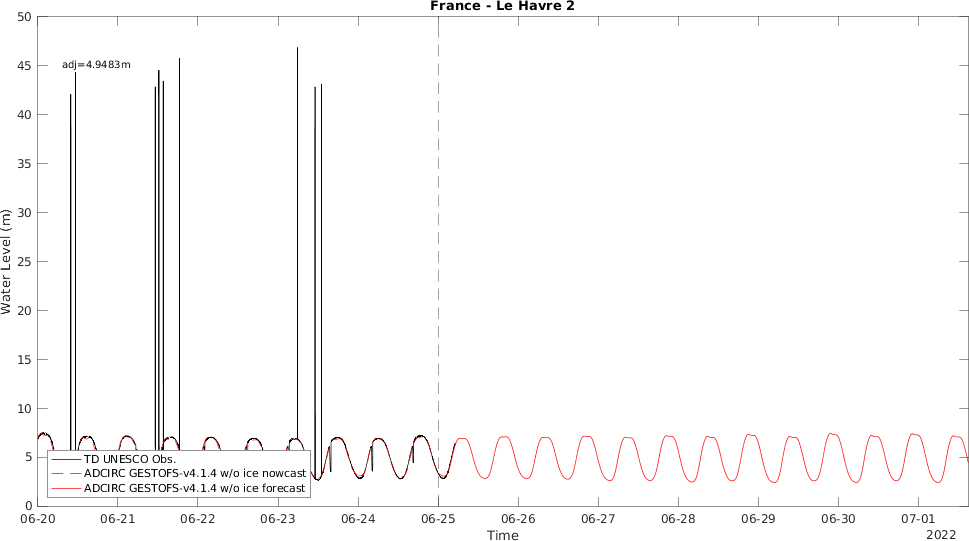 France - Le Havre 2
50
45
40
35
30
25
20
15
10
5
0
Water Level (m)
adj=4.9483m
TD UNESCO Obs.
ADCIRC GESTOFS-v4.1.4 w/o ice nowcast
ADCIRC GESTOFS-v4.1.4 w/o ice forecast
06-20 06-21 06-22 06-23 06-24 06-25 06-26 06-27 06-28 06-29 06-30 07-01
Time
2022